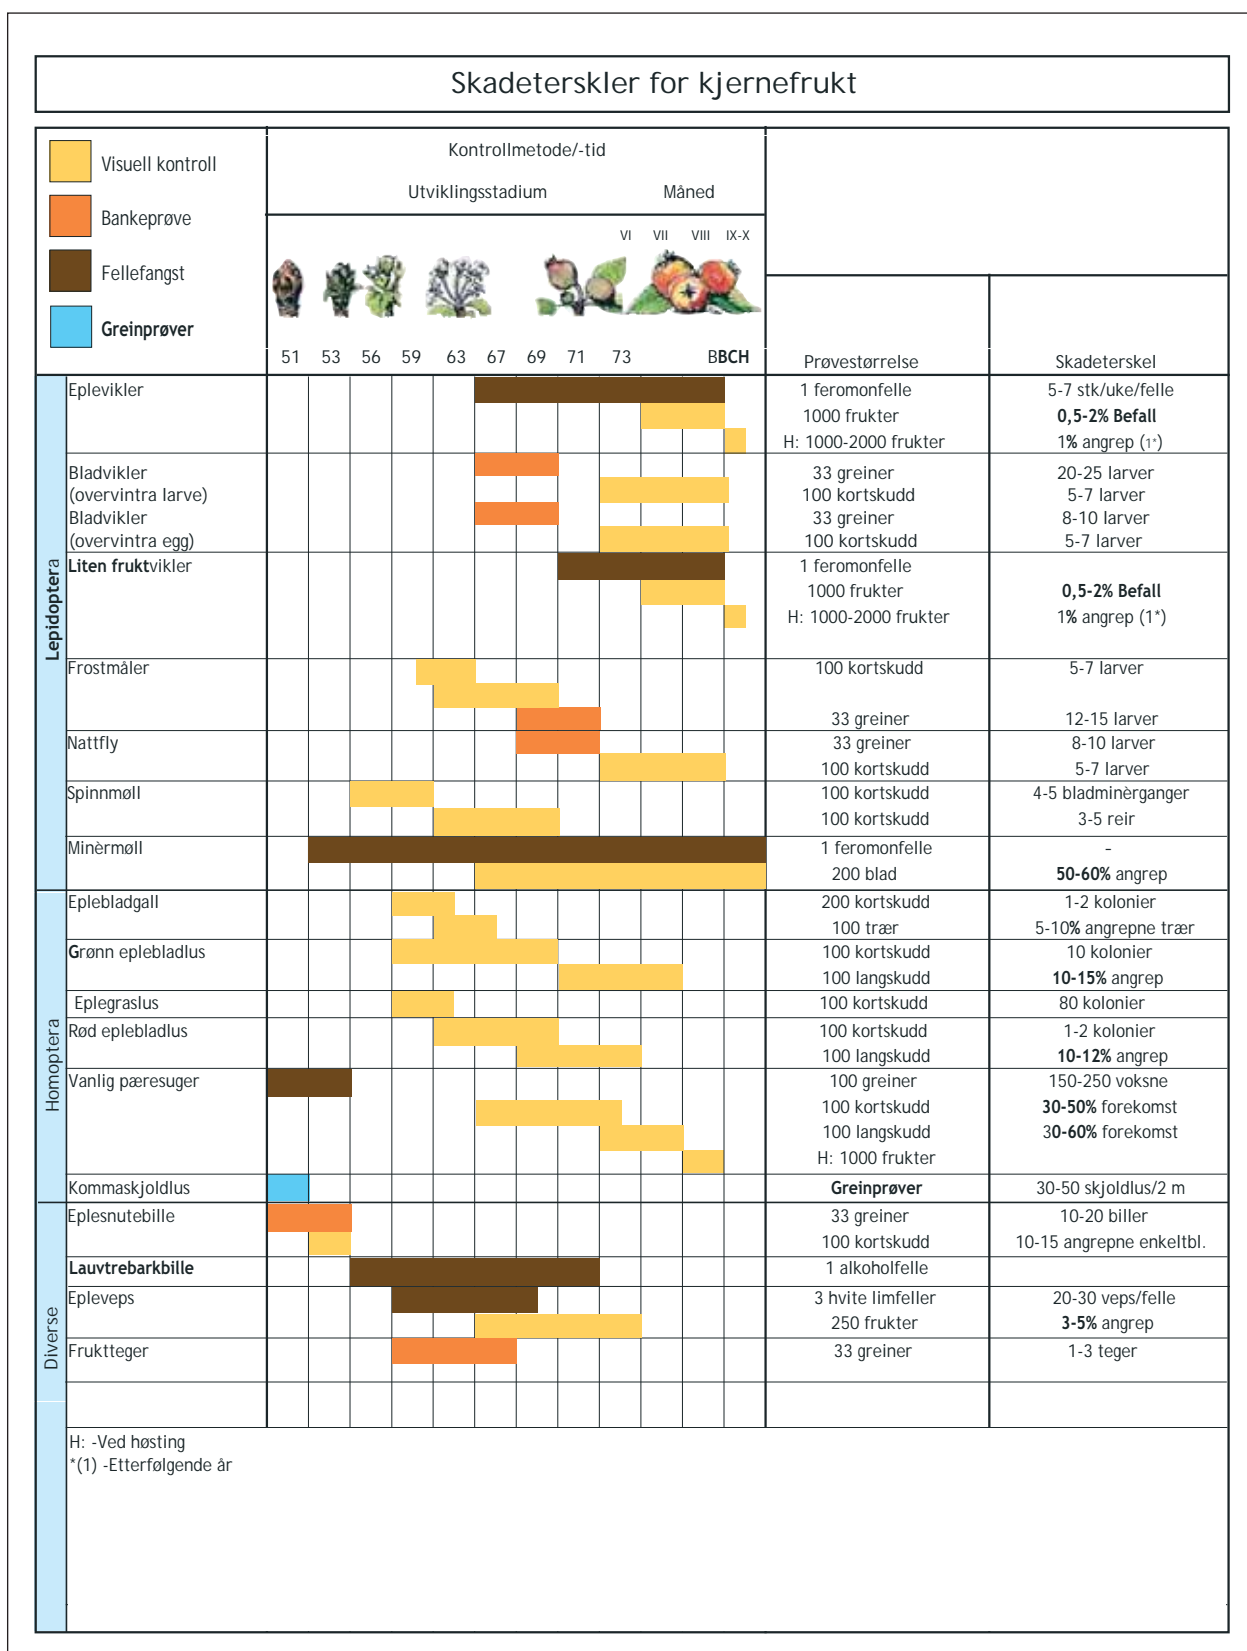 Skadeterskler for kjernefrukt
Visuell kontroll
Bankeprøve
Fellefangst
Greinprøver
Kontrollmetode/-tid
Utviklingsstadium Måned
VI VII VIII IX-X
51 53 56 59 63 67 69 71 73 BBCH Prøvestørrelse Skadeterskel
Lepidoptera
Eplevikler 1 feromonfelle 5-7 stk/uke/felle
1000 frukter 0,5-2% Befall
H: 1000-2000 frukter 1% angrep (1*)
Bladvikler 33 greiner 20-25 larver
(overvintra larve) 100 kortskudd 5-7 larver
Bladvikler 33 greiner 8-10 larver
(overvintra egg) 100 kortskudd 5-7 larver
Liten fruktvikler 1 feromonfelle
1000 frukter 0,5-2% Befall
H: 1000-2000 frukter 1% angrep (1*)
Frostmåler 100 kortskudd 5-7 larver
33 greiner 12-15 larver
Nattfly 33 greiner 8-10 larver
100 kortskudd 5-7 larver
Spinnmøll 100 kortskudd 4-5 bladminèrganger
100 kortskudd 3-5 reir
Minèrmøll 1 feromonfelle -
200 blad 50-60% angrep
Homoptera
Eplebladgall 200 kortskudd 1-2 kolonier
100 trær 5-10% angrepne trær
Grønn eplebladlus 100 kortskudd 10 kolonier
100 langskudd 10-15% angrep
Eplegraslus 100 kortskudd 80 kolonier
Rød eplebladlus 100 kortskudd 1-2 kolonier
100 langskudd 10-12% angrep
Vanlig pæresuger 100 greiner 150-250 voksne
100 kortskudd 30-50% forekomst
100 langskudd 30-60% forekomst
H: 1000 frukter
Kommaskjoldlus Greinprøver 30-50 skjoldlus/2 m
Diverse
Eplesnutebille 33 greiner 10-20 biller
100 kortskudd 10-15 angrepne enkeltbl.
Lauvtrebarkbille 1 alkoholfelle
Epleveps 3 hvite limfeller 20-30 veps/felle
250 frukter 3-5% angrep
Fruktteger 33 greiner 1-3 teger
H: -Ved høsting
*(1) -Etterfølgende år